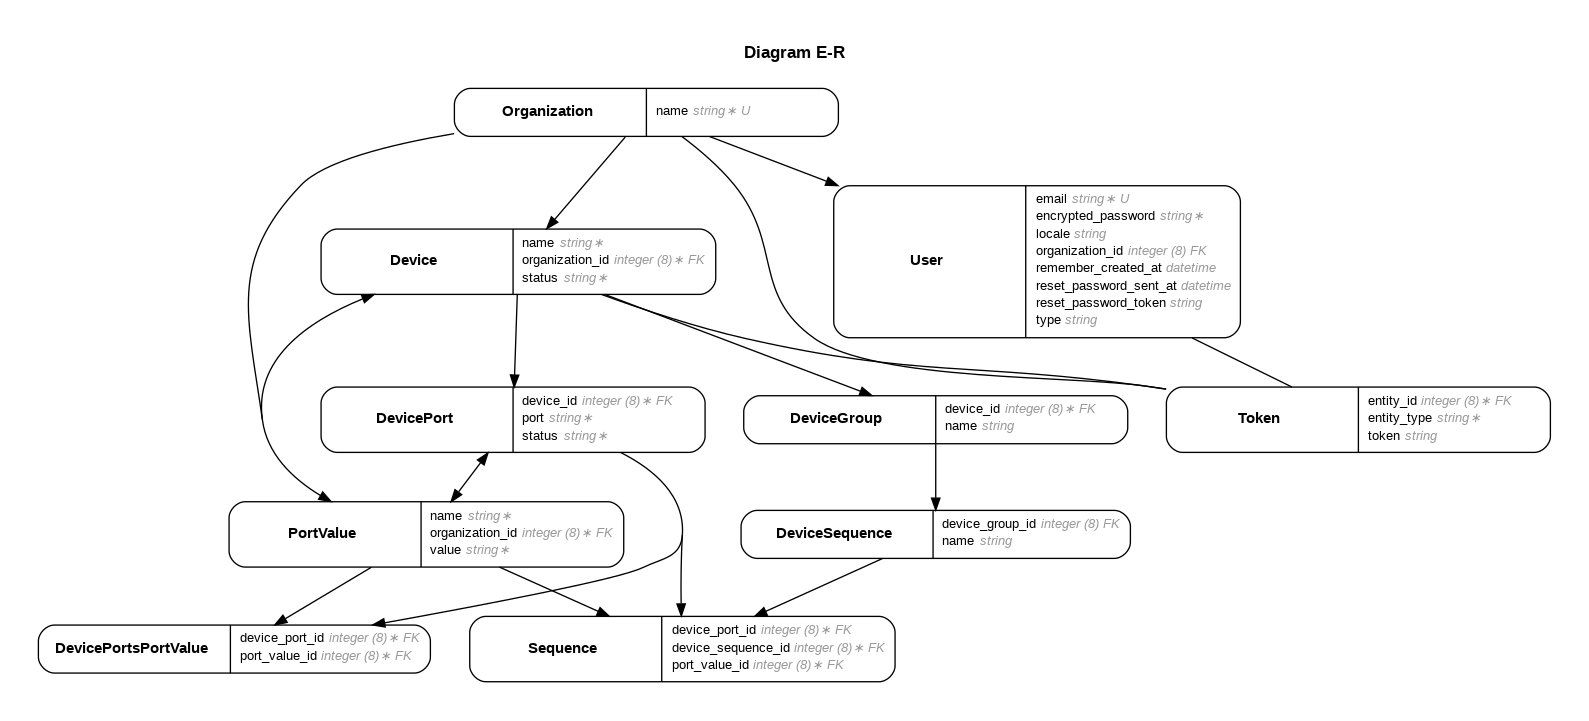 Diagram E-R
Organization
name string∗ U
Device
name string∗
organization_id integer (8)∗ FK
status string∗
User
email string∗ U
encrypted_password string∗
locale string
organization_id integer (8) FK
remember_created_at datetime
reset_password_sent_at datetime
reset_password_token string
type string
DevicePort
device_id integer (8)∗ FK
port string∗
status string∗
DeviceGroup
device_id integer (8)∗ FK
name string
Token
entity_id integer (8)∗ FK
entity_type string∗
token string
PortValue
name string∗
organization_id integer (8)∗ FK
value string∗
DeviceSequence
device_group_id integer (8) FK
name string
DevicePortsPortValue
device_port_id integer (8)∗ FK
port_value_id integer (8)∗ FK
Sequence
device_port_id integer (8)∗ FK
device_sequence_id integer (8)∗ FK
port_value_id integer (8)∗ FK